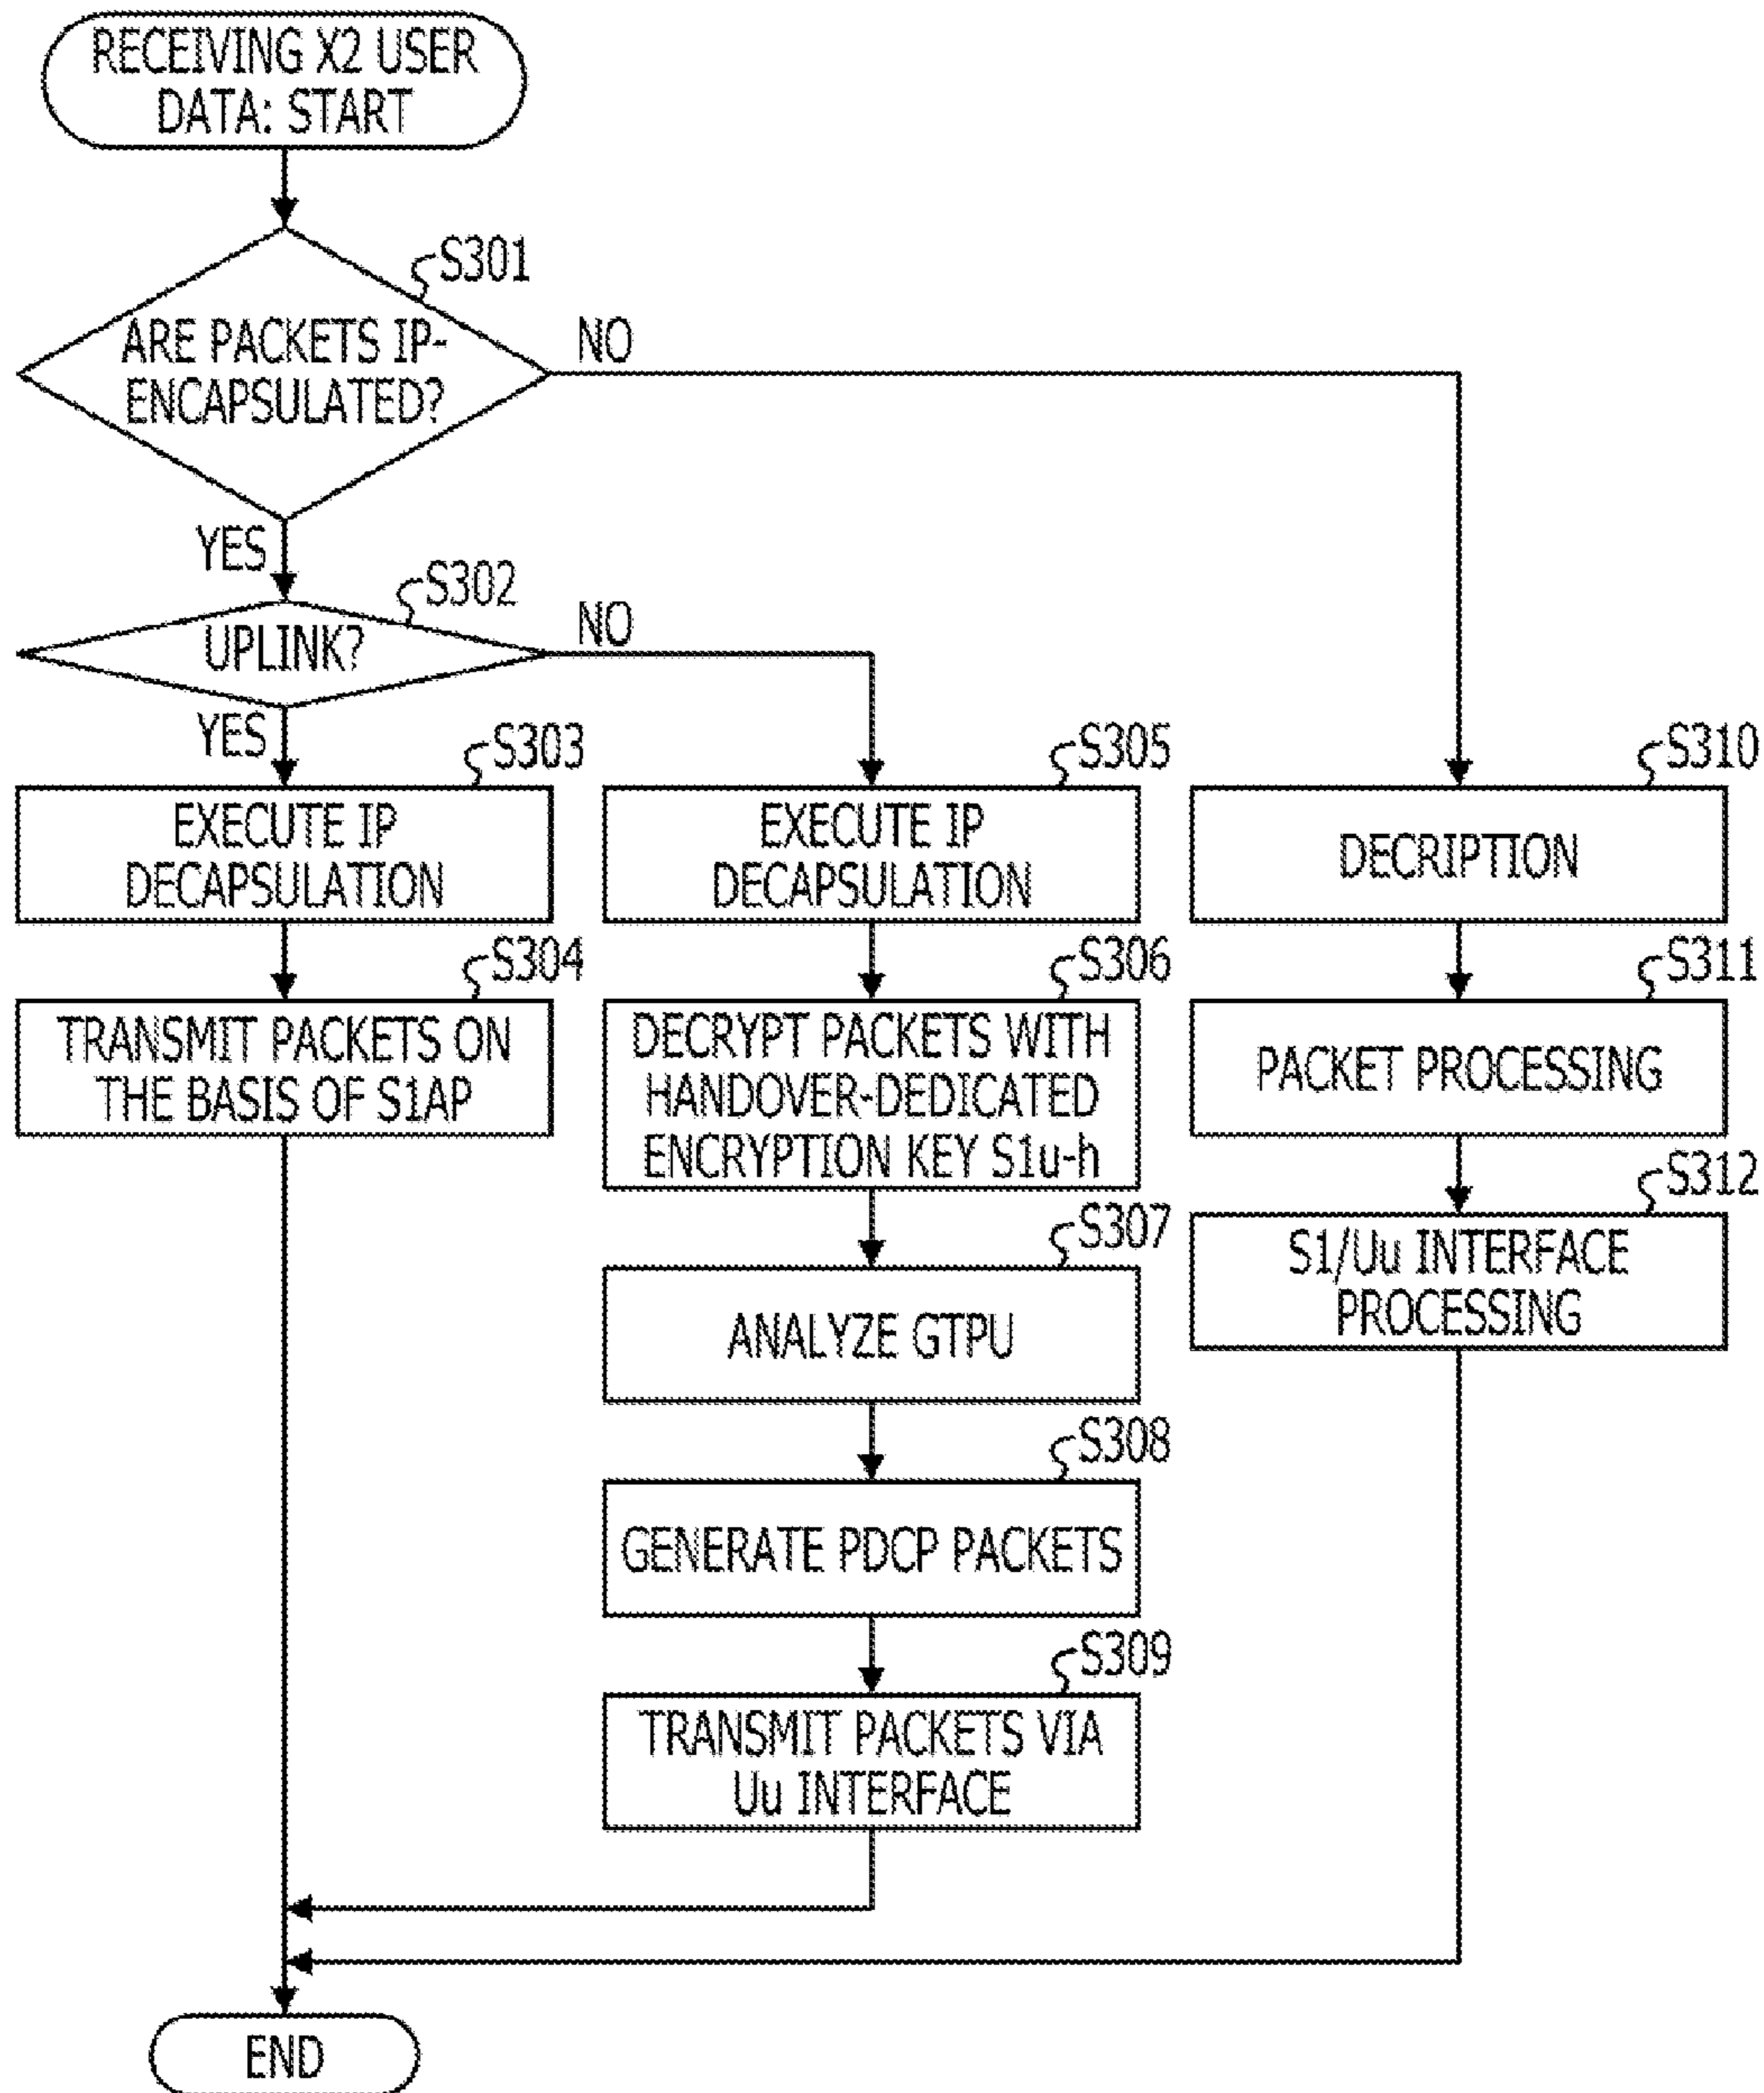 RECEIVING X2 USER
DATA: START
S301
ARE PACKETS IP-
ENCAPSULATED?
NO
YES
S302
UPLINK?
NO
YES
S303
EXECUTE IP
DECAPSULATION
S304
TRANSMIT PACKETS ON
THE BASIS OF S1AP
S305
EXECUTE IP
DECAPSULATION
S306
DECRYPT PACKETS WITH
HANDOVER-DEDICATED
ENCRYPTION KEY S1u-h
S307
ANALYZE GTPU
S308
GENERATE PDCP PACKETS
S309
TRANSMIT PACKETS VIA
Uu INTERFACE
S310
DECRIPTION
S311
PACKET PROCESSING
S312
S1/Uu INTERFACE
PROCESSING
END